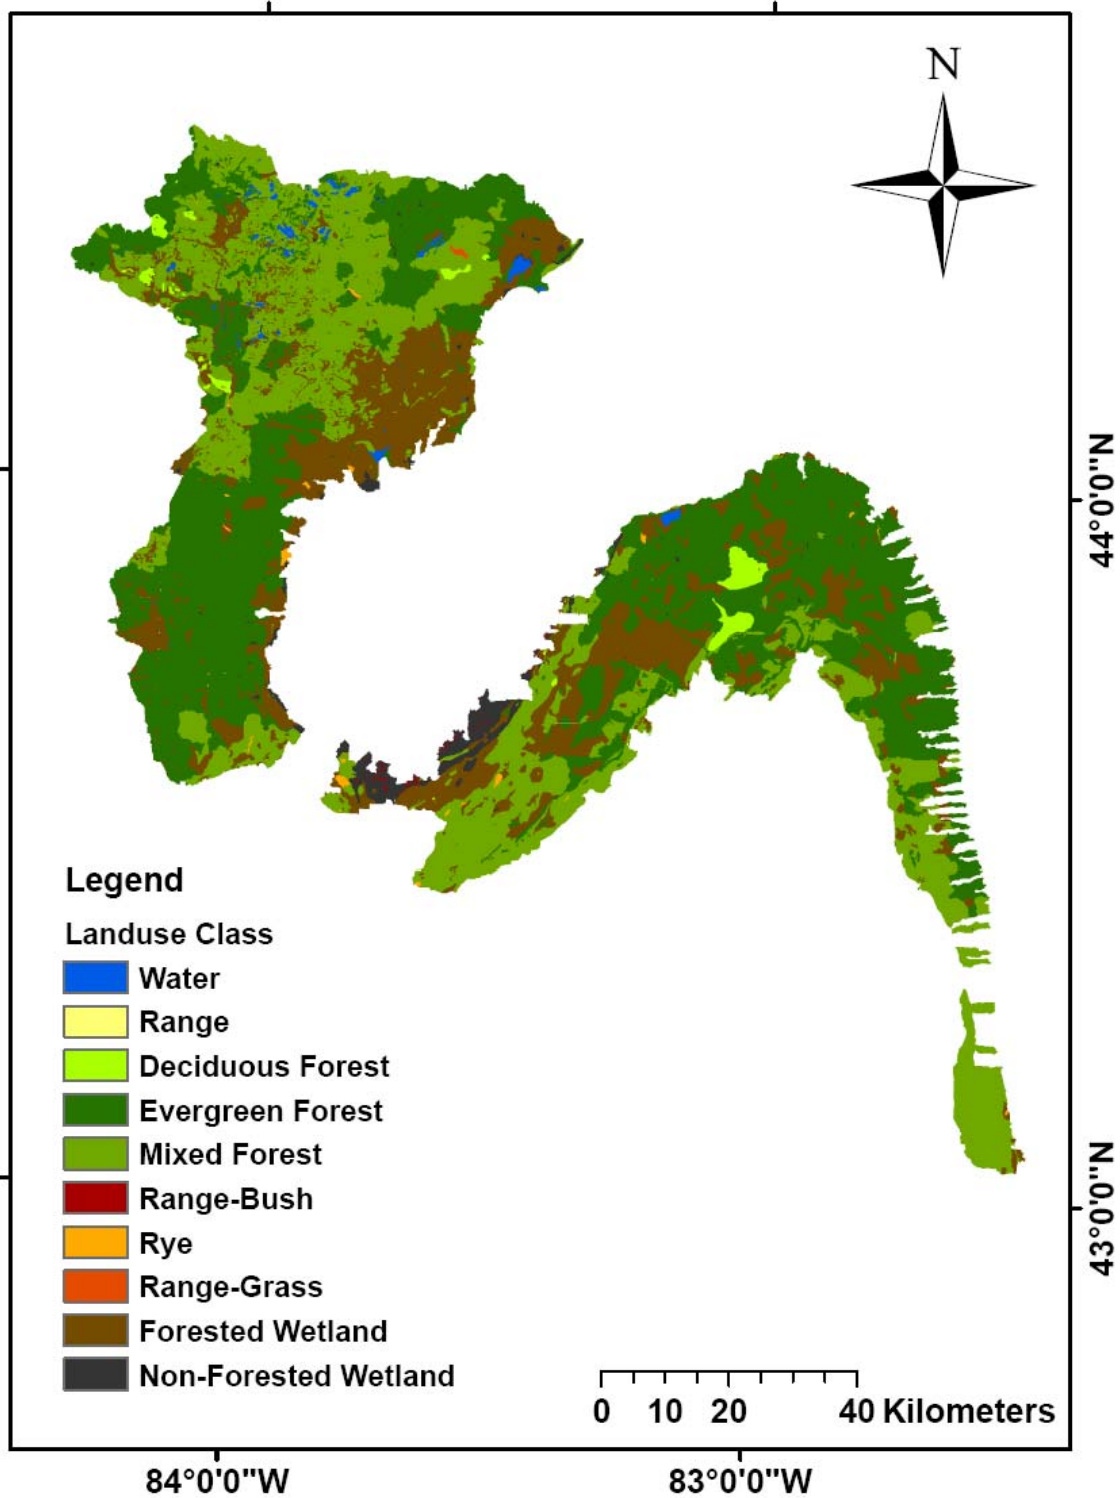 N
44°0'0"N
Legend
Landuse Class
Water
Range
Deciduous Forest
Evergreen Forest
Mixed Forest
Range-Bush
Rye
Range-Grass
Forested Wetland
Non-Forested Wetland
43°0'0"N
0 10 20 40 Kilometers
84°0'0"W 83°0'0"W